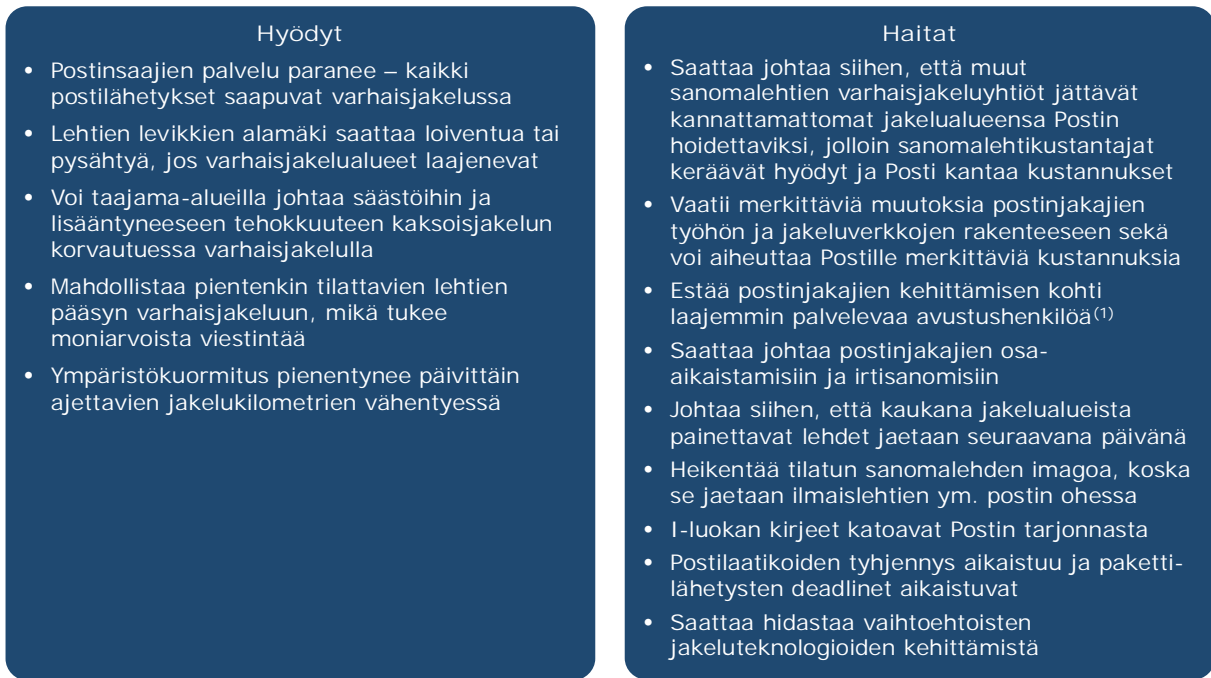 Hyödyt
• Postinsaajien palvelu paranee – kaikki
postilähetykset saapuvat varhaisjakelussa
• Lehtien levikkien alamäki saattaa loiventua tai
pysähtyä, jos varhaisjakelualueet laajenevat
• Voi taajama-alueilla johtaa säästöihin ja
lisääntyneeseen tehokkuuteen kaksoisjakelun
korvautuessa varhaisjakelulla
• Mahdollistaa pientenkin tilattavien lehtien
pääsyn varhaisjakeluun, mikä tukee
moniarvoista viestintää
• Ympäristökuormitus pienentynee päivittäin
ajettavien jakelukilometrien vähentyessä
Haitat
• Saattaa johtaa siihen, että muut
sanomalehtien varhaisjakeluyhtiöt jättävät
kannattamattomat jakelualueensa Postin
hoidettaviksi, jolloin sanomalehtikustantajat
keräävät hyödyt ja Posti kantaa kustannukset
• Vaatii merkittäviä muutoksia postinjakajien
työhön ja jakeluverkkojen rakenteeseen sekä
voi aiheuttaa Postille merkittäviä kustannuksia
• Estää postinjakajien kehittämisen kohti
laajemmin palvelevaa avustushenkilöä(1)
• Saattaa johtaa postinjakajien osa-
aikaistamisiin ja irtisanomisiin
• Johtaa siihen, että kaukana jakelualueista
painettavat lehdet jaetaan seuraavana päivänä
• Heikentää tilatun sanomalehden imagoa, koska
se jaetaan ilmaislehtien ym. postin ohessa
• 1-luokan kirjeet katoavat Postin tarjonnasta
• Postilaatikoiden tyhjennys aikaistuu ja paketti-
lähetysten deadlinet aikaistuvat
• Saattaa hidastaa vaihtoehtoisten
jakeluteknologioiden kehittämistä